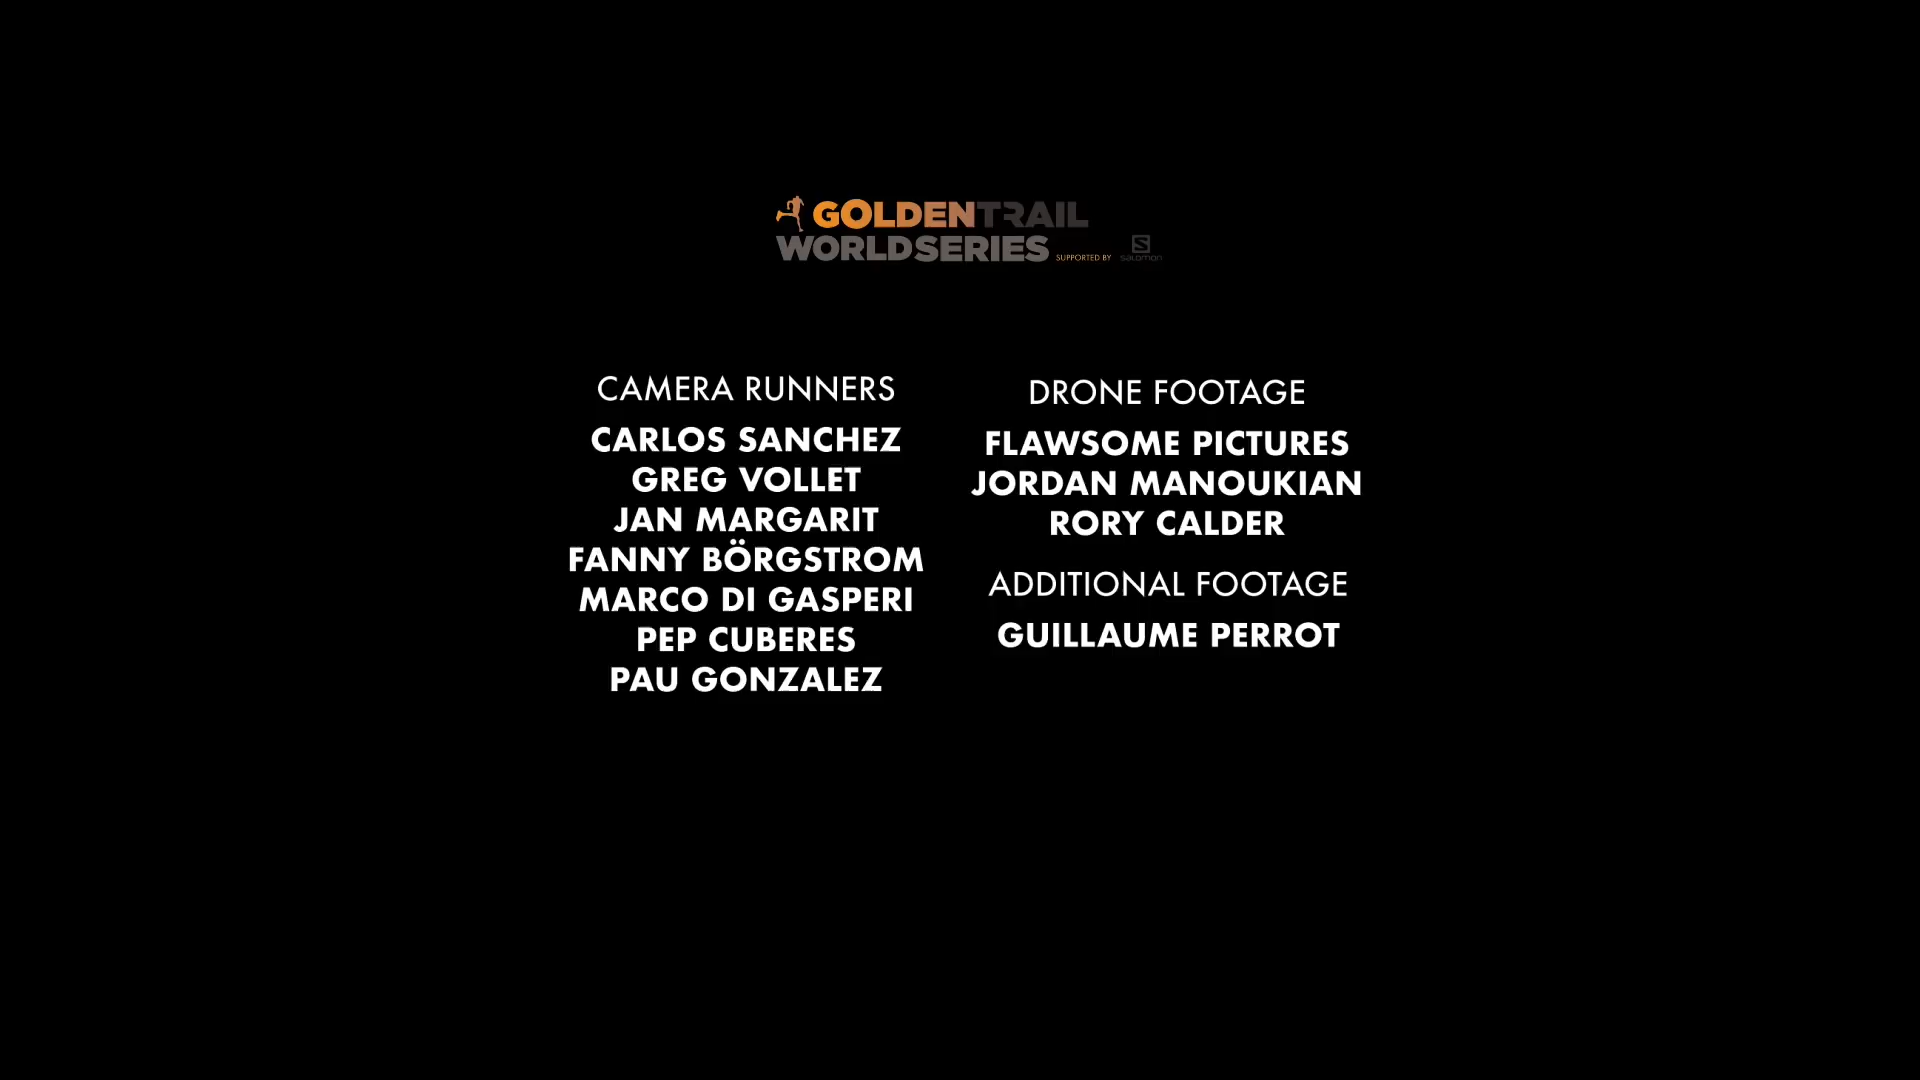 GOLDENTRAIL
WORLDSERIES SUPPORTED BY SALOMON
CAMERA RUNNERS
CARLOS SANCHEZ
GREG VOLLET
JAN MARGARIT
FANNY BÖRGSTROM
MARCO DI GASPERI
PEP CUBERES
PAU GONZALEZ
DRONE FOOTAGE
FLAWSOME PICTURES
JORDAN MANOUKIAN
RORY CALDER
ADDITIONAL FOOTAGE
GUILLAUME PERROT